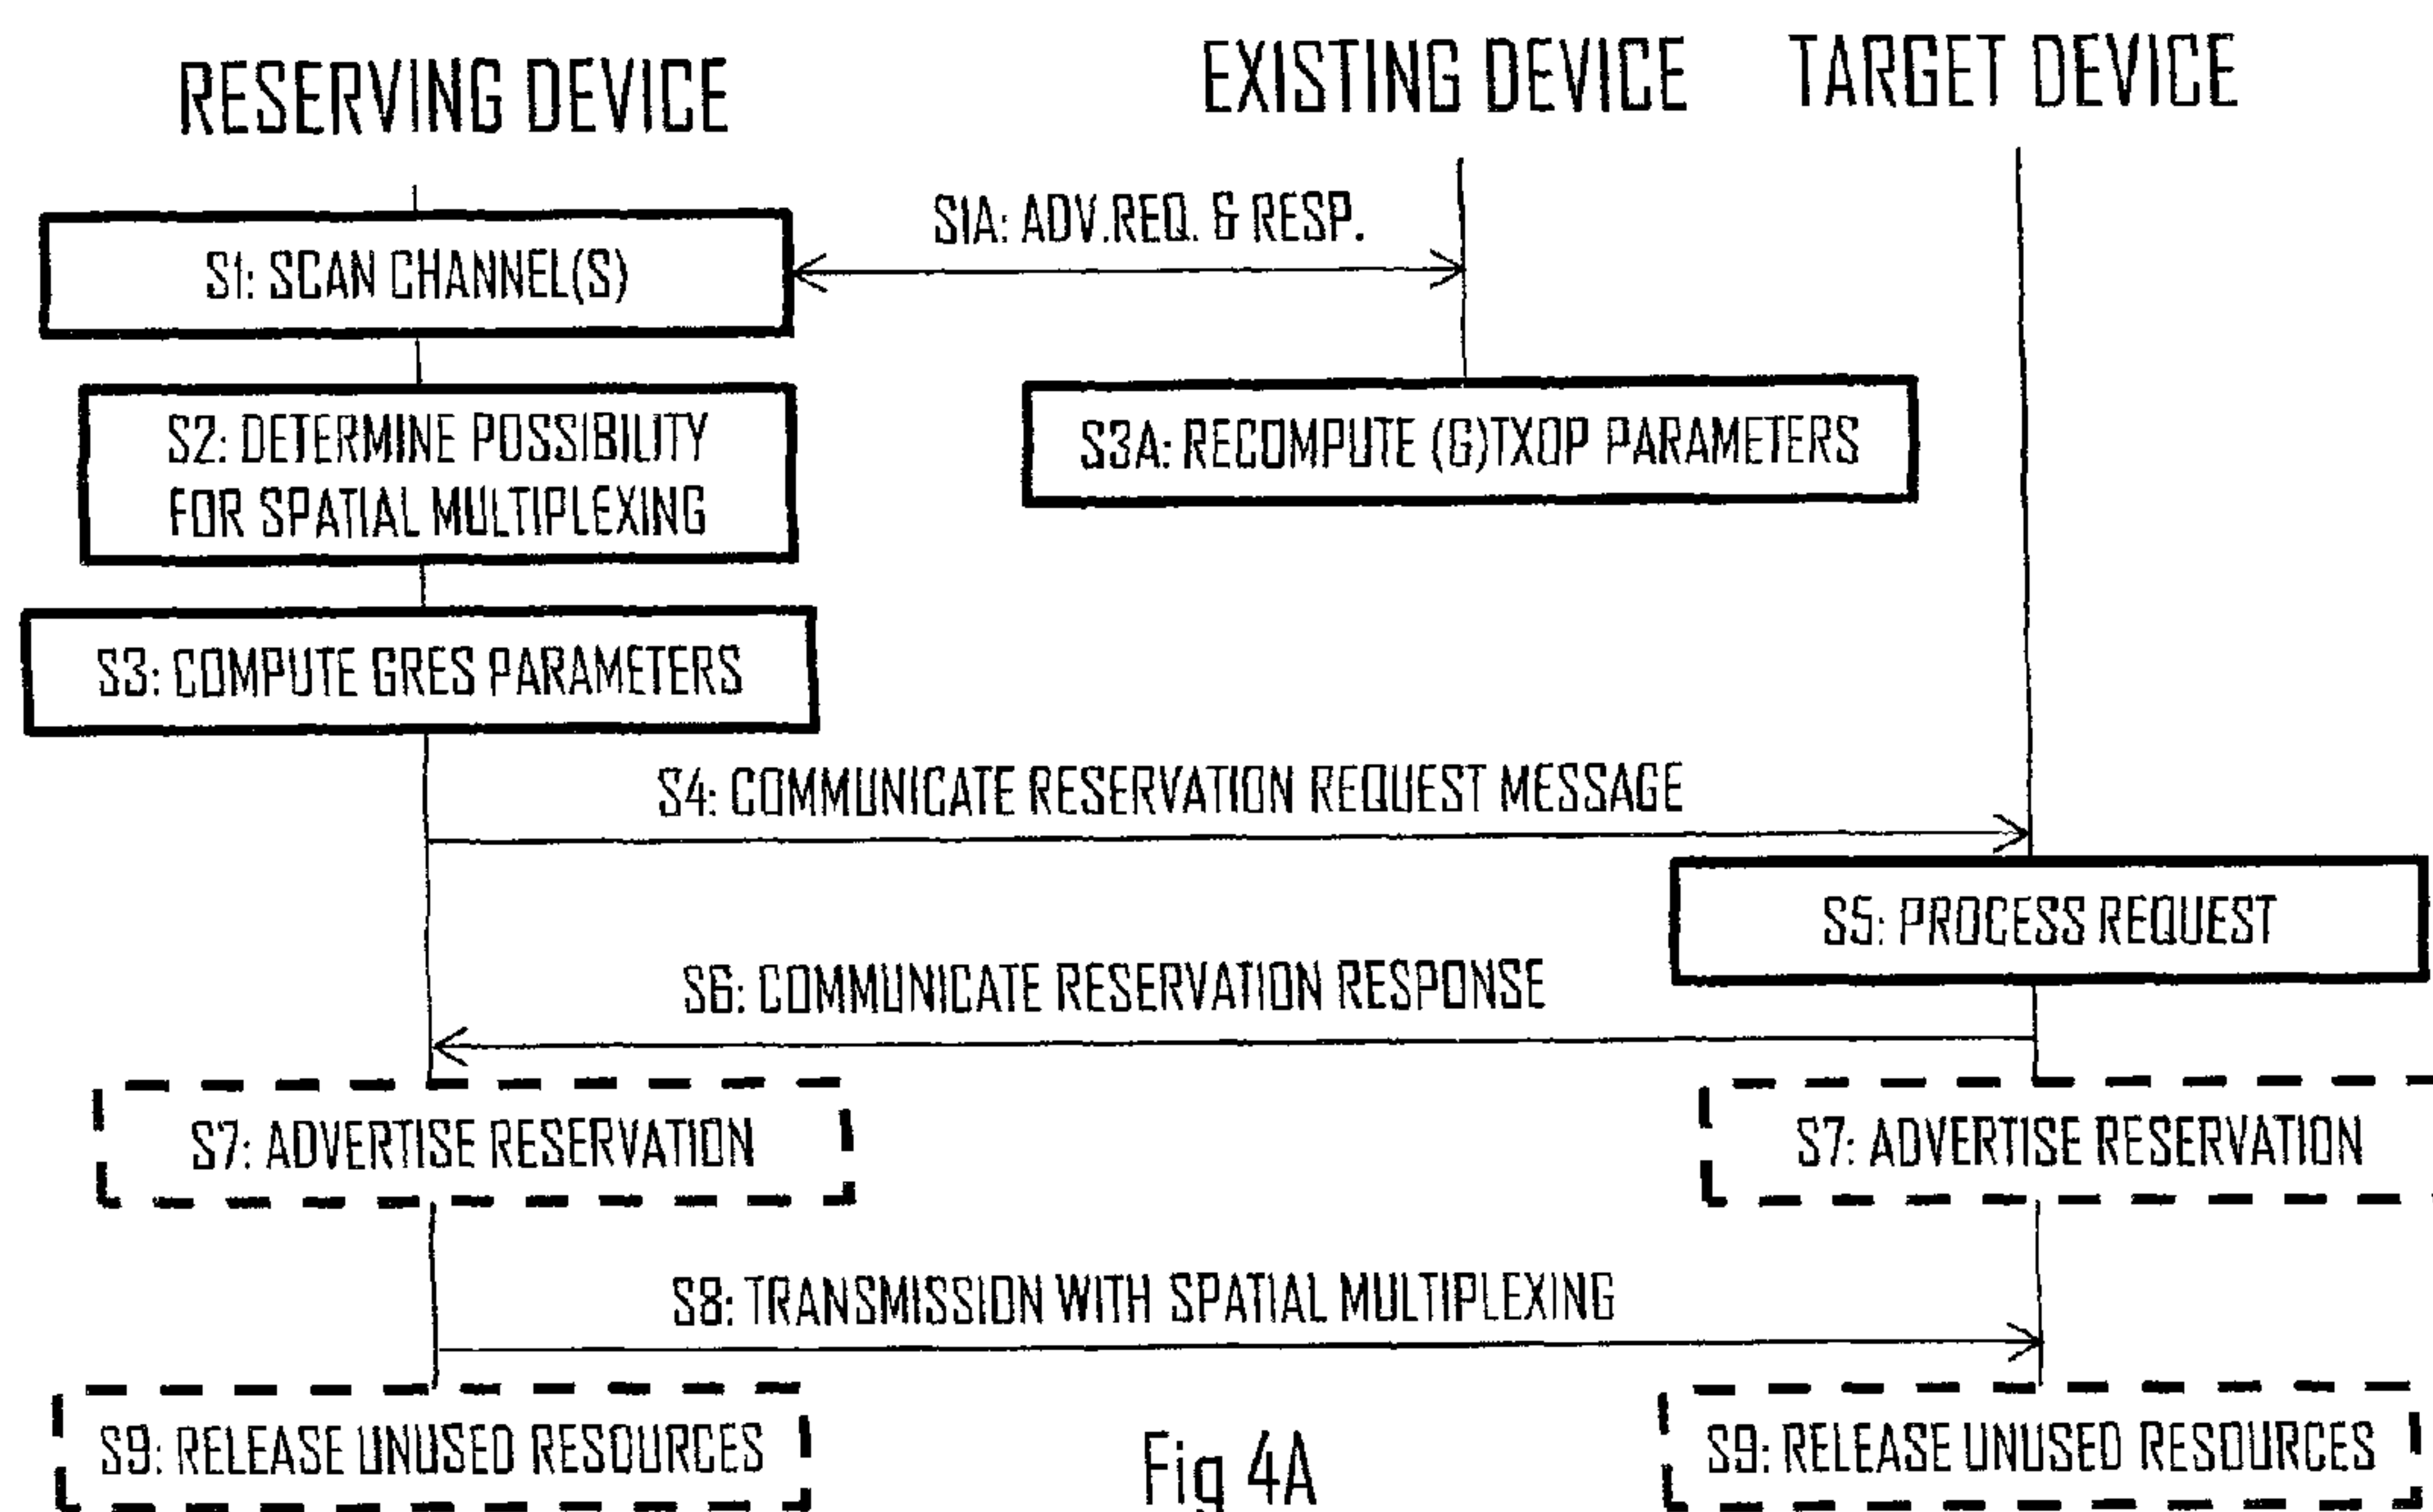 RESERVING DEVICE
EXISTING DEVICE
TARGET DEVICE
S1A: ADV.REQ. & RESP.
S1: SCAN CHANNEL(S)
S2: DETERMINE POSSIBILITY
FOR SPATIAL MULTIPLEXING
S3A: RECOMPUTE (G)TXOP PARAMETERS
S3: COMPUTE GRES PARAMETERS
S4: COMMUNICATE RESERVATION REQUEST MESSAGE
S5: PROCESS REQUEST
S6: COMMUNICATE RESERVATION RESPONSE
S7: ADVERTISE RESERVATION
S7: ADVERTISE RESERVATION
S8: TRANSMISSION WITH SPATIAL MULTIPLEXING
S9: RELEASE UNUSED RESOURCES
S9: RELEASE UNUSED RESOURCES
Fig 4A